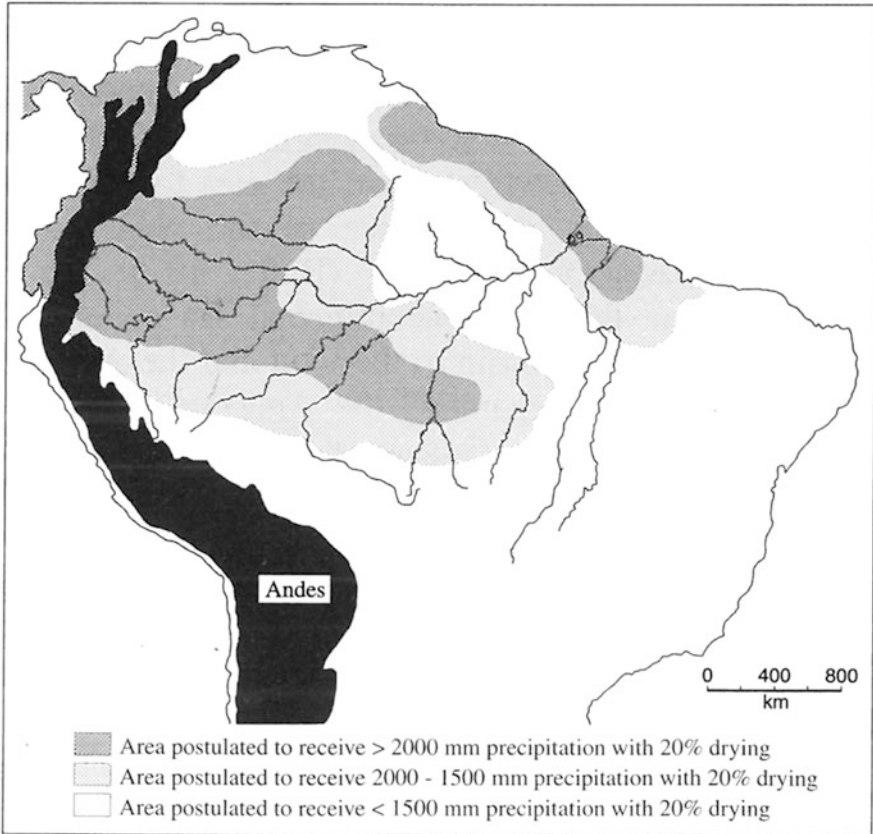 Andes
0 400 800
km
Area postulated to receive > 2000 mm precipitation with 20% drying
Area postulated to receive 2000 - 1500 mm precipitation with 20% drying
Area postulated to receive < 1500 mm precipitation with 20% drying